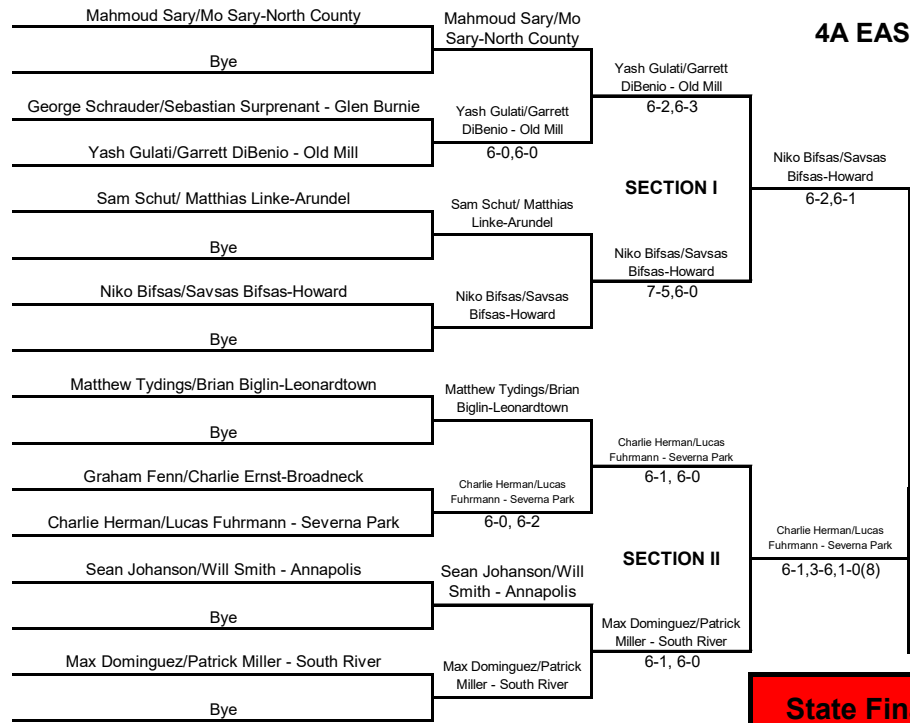 4A EAS
Mahmoud Sary/Mo Sary-North County
Bye
George Schrauder/Sebastian Surprenant - Glen Burnie
Yash Gulati/Garrett DiBenio - Old Mill
Sam Schut/ Matthias Linke-Arundel
Bye
Niko Bifsas/Savsas Bifsas-Howard
Bye
Matthew Tydings/Brian Biglin-Leonardtown
Bye
Graham Fenn/Charlie Ernst-Broadneck
Charlie Herman/Lucas Fuhrmann - Severna Park
Sean Johanson/Will Smith - Annapolis
Bye
Max Dominguez/Patrick Miller - South River
Bye
Mahmoud Sary/Mo
Sary-North County
Yash Gulati/Garrett
DiBenio - Old Mill
6-0,6-0
Sam Schut/ Matthias
Linke-Arundel
Niko Bifsas/Savsas
Bifsas-Howard
Matthew Tydings/Brian
Biglin-Leonardtown
Charlie Herman/Lucas
Fuhrmann - Severna Park
6-0, 6-2
Sean Johanson/Will
Smith - Annapolis
Max Dominguez/Patrick
Miller - South River
Yash Gulati/Garrett
DiBenio - Old Mill
6-2,6-3
SECTION I
Niko Bifsas/Savsas
Bifsas-Howard
7-5,6-0
Charlie Herman/Lucas
Fuhrmann - Severna Park
6-1, 6-0
SECTION II
Max Dominguez/Patrick
Miller - South River
6-1, 6-0
Niko Bifsas/Savsas
Bifsas-Howard
6-2,6-1
Charlie Herman/Lucas
Fuhrmann - Severna Park
6-1,3-6,1-0(8)
State Fin